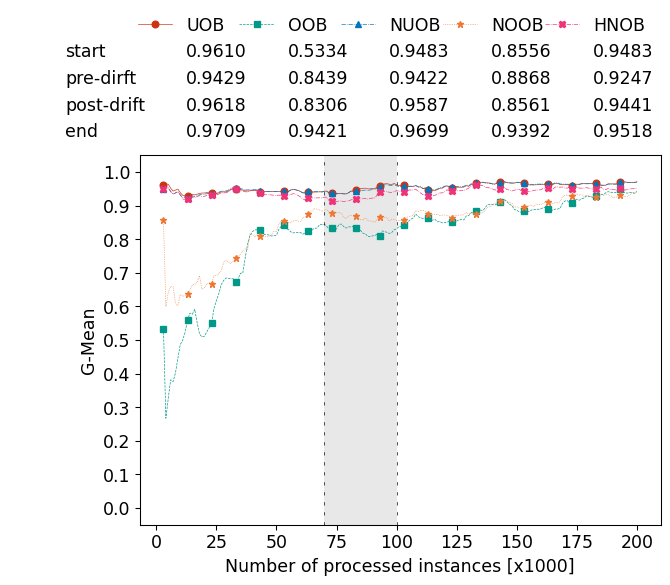 UOB OOB NUOB NOOB HNOB
start 0.9610 0.5334 0.9483 0.8556 0.9483
pre-dirft 0.9429 0.8439 0.9422 0.8868 0.9247
post-drift 0.9618 0.8306 0.9587 0.8561 0.9441
end 0.9709 0.9421 0.9699 0.9392 0.9518
1.0
0.9
0.8
0.7
0.6
0.5
0.4
0.3
0.2
0.1
0.0
G-Mean
0 25 50 75 100 125 150 175 200
Number of processed instances [x1000]